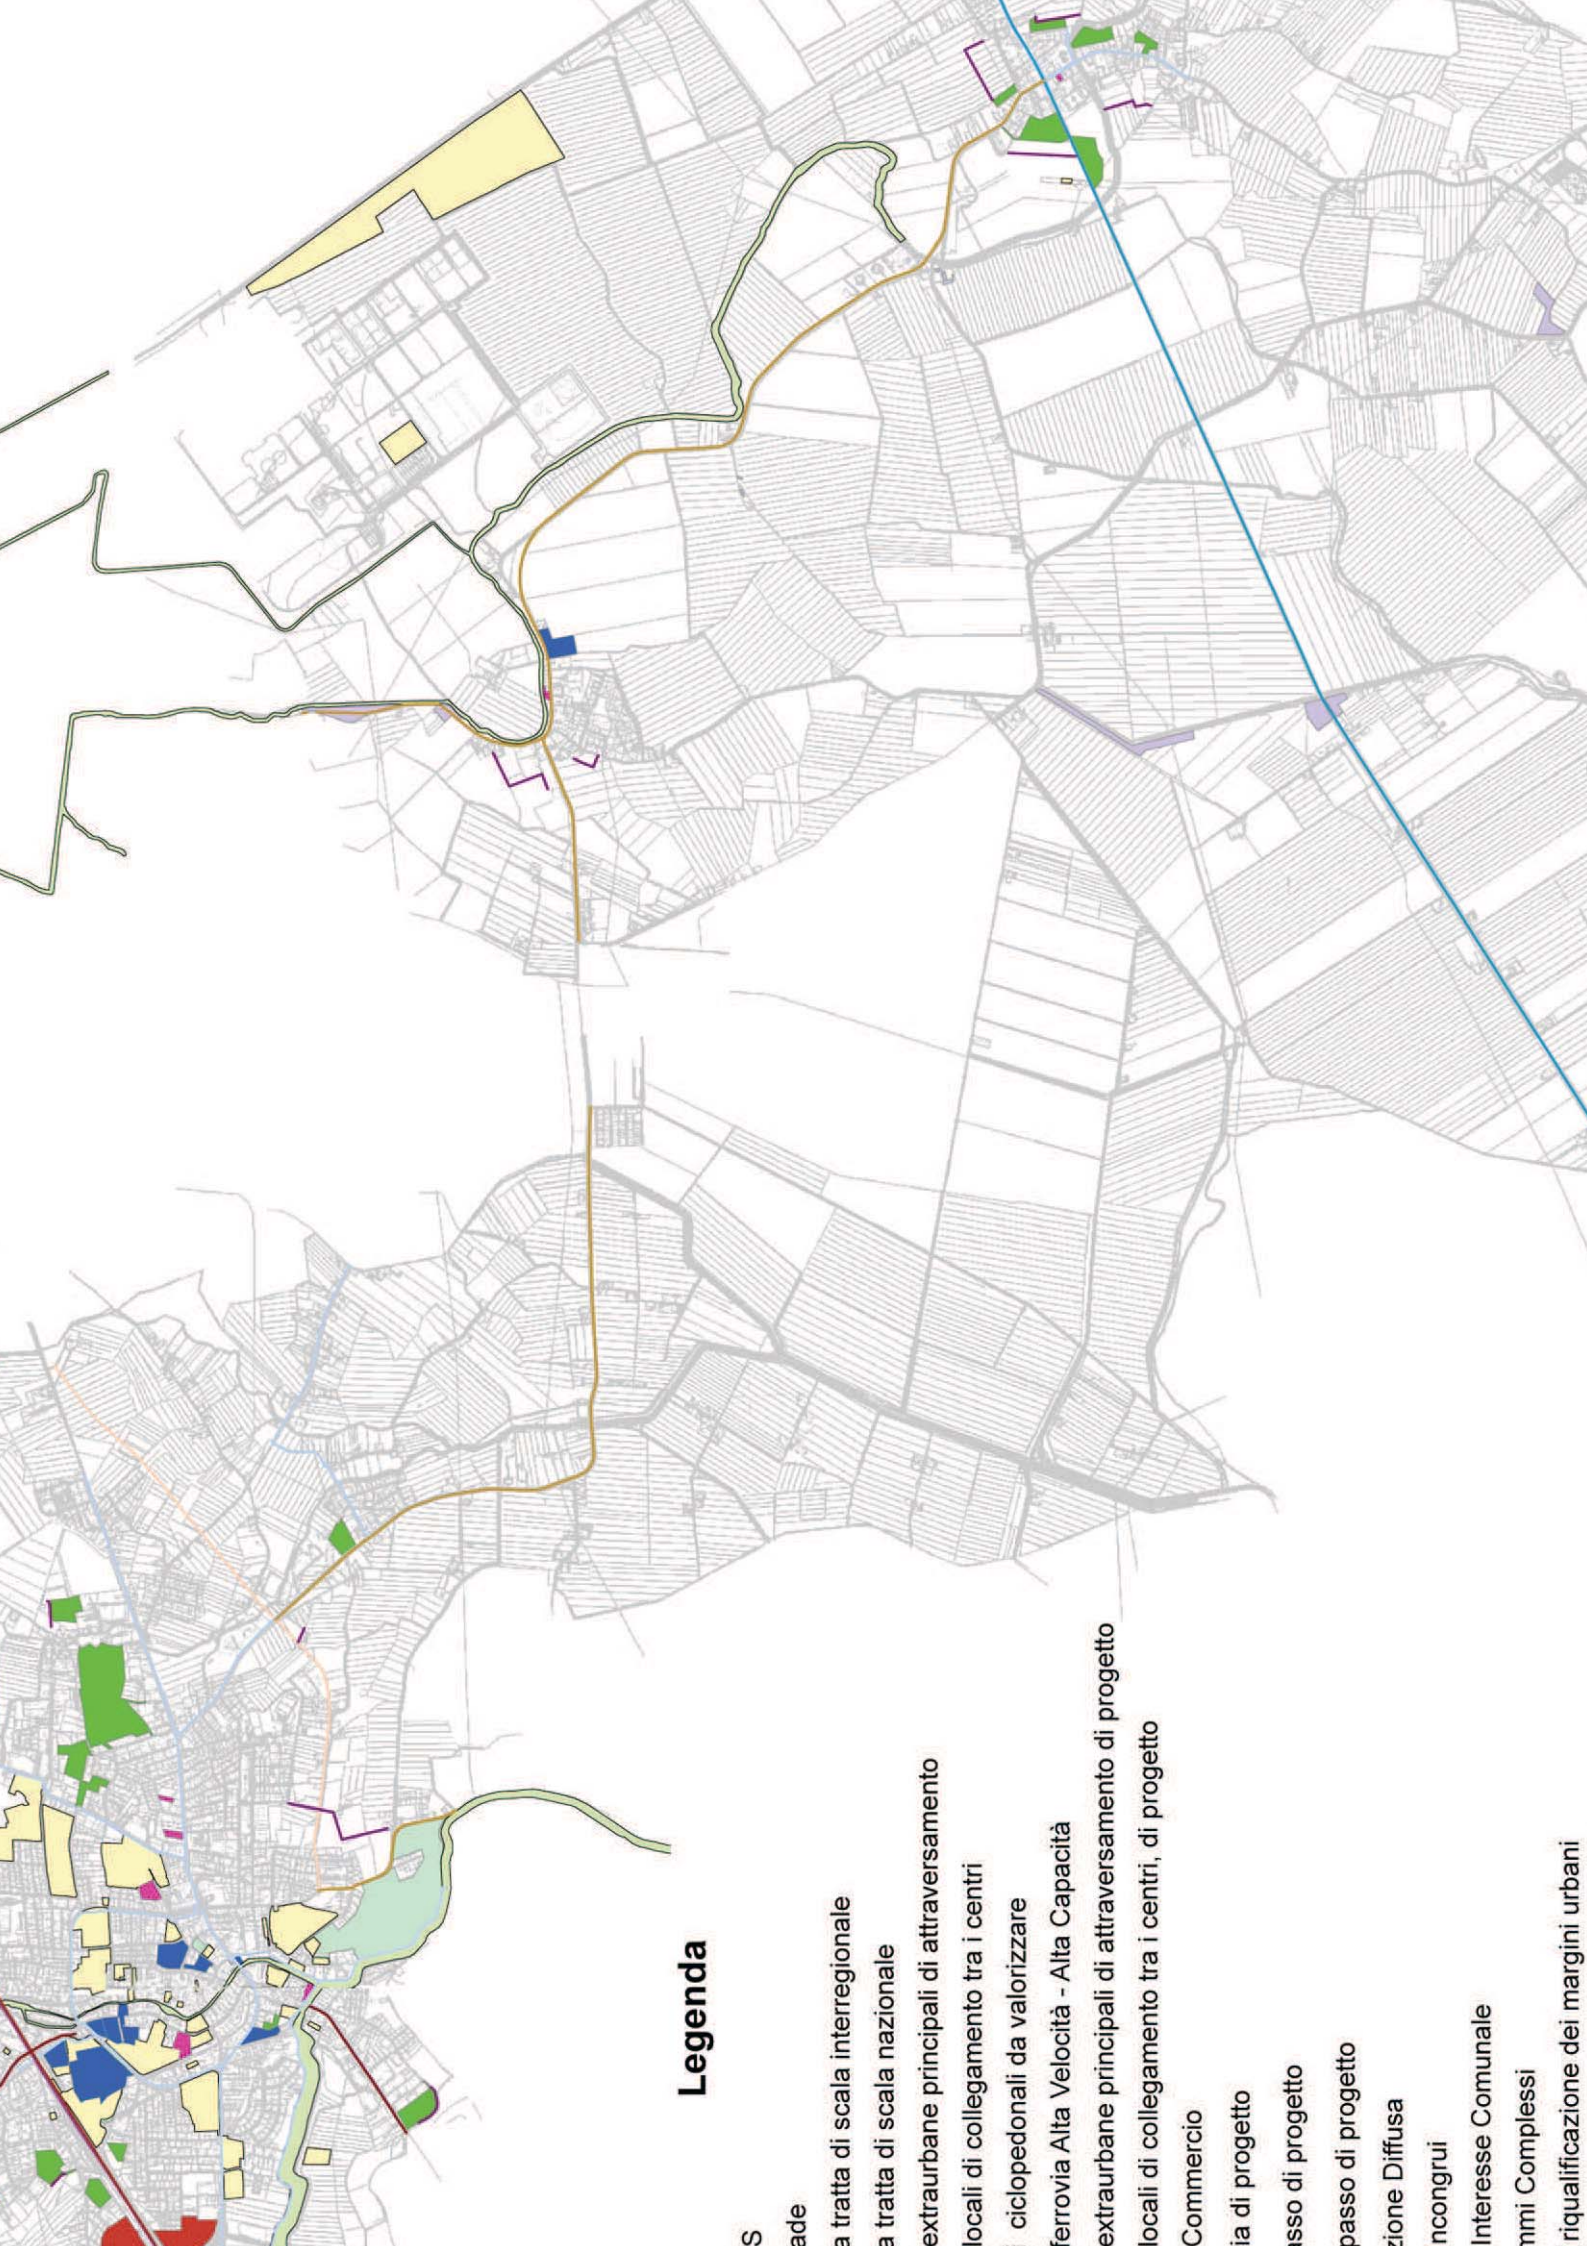 Legenda
S
ade
a tratta di scala interregionale
a tratta di scala nazionale
extraurbane principali di attraversamento
locali di collegamento tra i centri
ciclopedonali da valorizzare
ferrovia Alta Velocità - Alta Capacità
extraurbane principali di attraversamento di progetto
locali di collegamento tra i centri, di progetto
Commercio
ia di progetto
asso di progetto
passo di progetto
zione Diffusa
ncongrui
Interesse Comunale
mmi Complessi
riqualificazione dei margini urbani